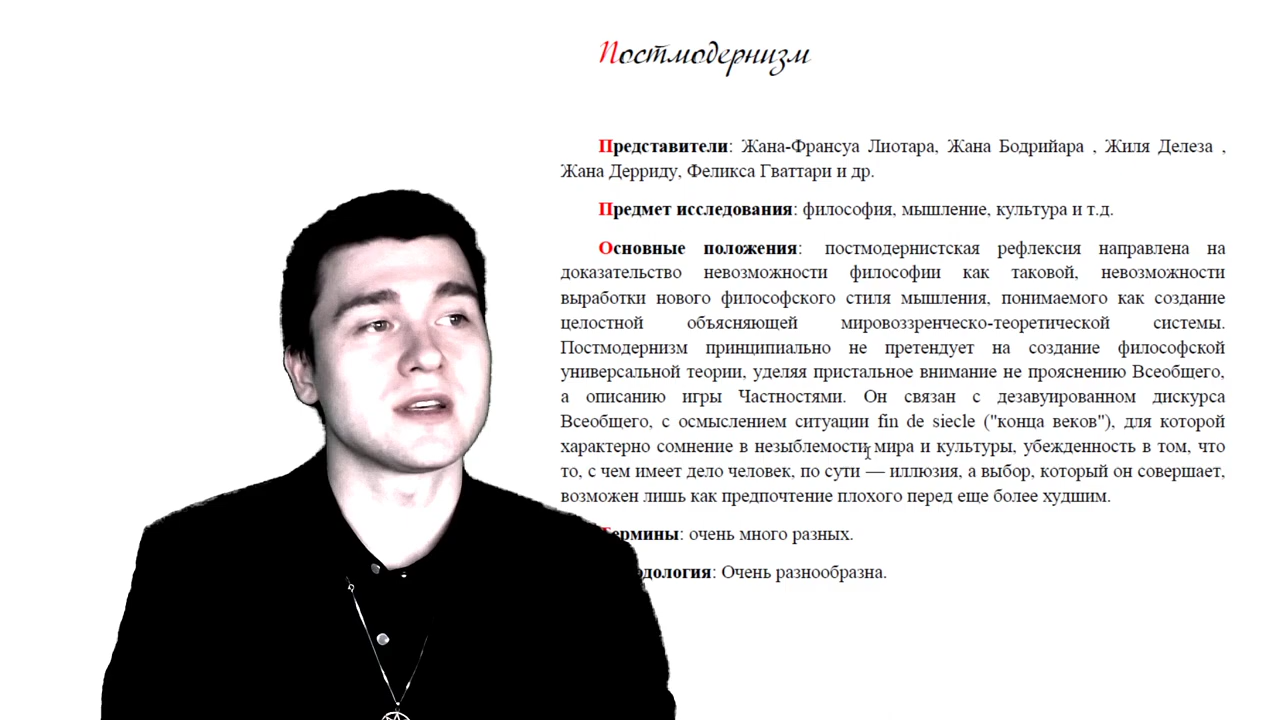 Постмодернизм
Представители: Жана-Франсуа Лиотара, Жана Бодрийара , Жиля Делеза ,
Жана Дерриду, Феликса Гваттари и др.
Предмет исследования: философия, мышление, культура и т.д.
Основные положения: постмодернистская рефлексия направлена на
доказательство невозможности философии как таковой, невозможности
выработки нового философского стиля мышления, понимаемого как создание
целостной объясняющей мировоззренческо-теоретической системы.
Постмодернизм принципиально не претендует на создание философской
универсальной теории, уделяя пристальное внимание не прояснению Всеобщего,
а описанию игры Частностями. Он связан с дезавуированном дискурса
Всеобщего, с осмыслением ситуации fin de siecle ("конца веков"), для которой
характерно сомнение в незыблемости мира и культуры, убежденность в том, что
то, с чем имеет дело человек, по сути — иллюзия, а выбор, который он совершает,
возможен лишь как предпочтение плохого перед еще более худшим.
Термины: очень много разных.
одология: Очень разнообразна.